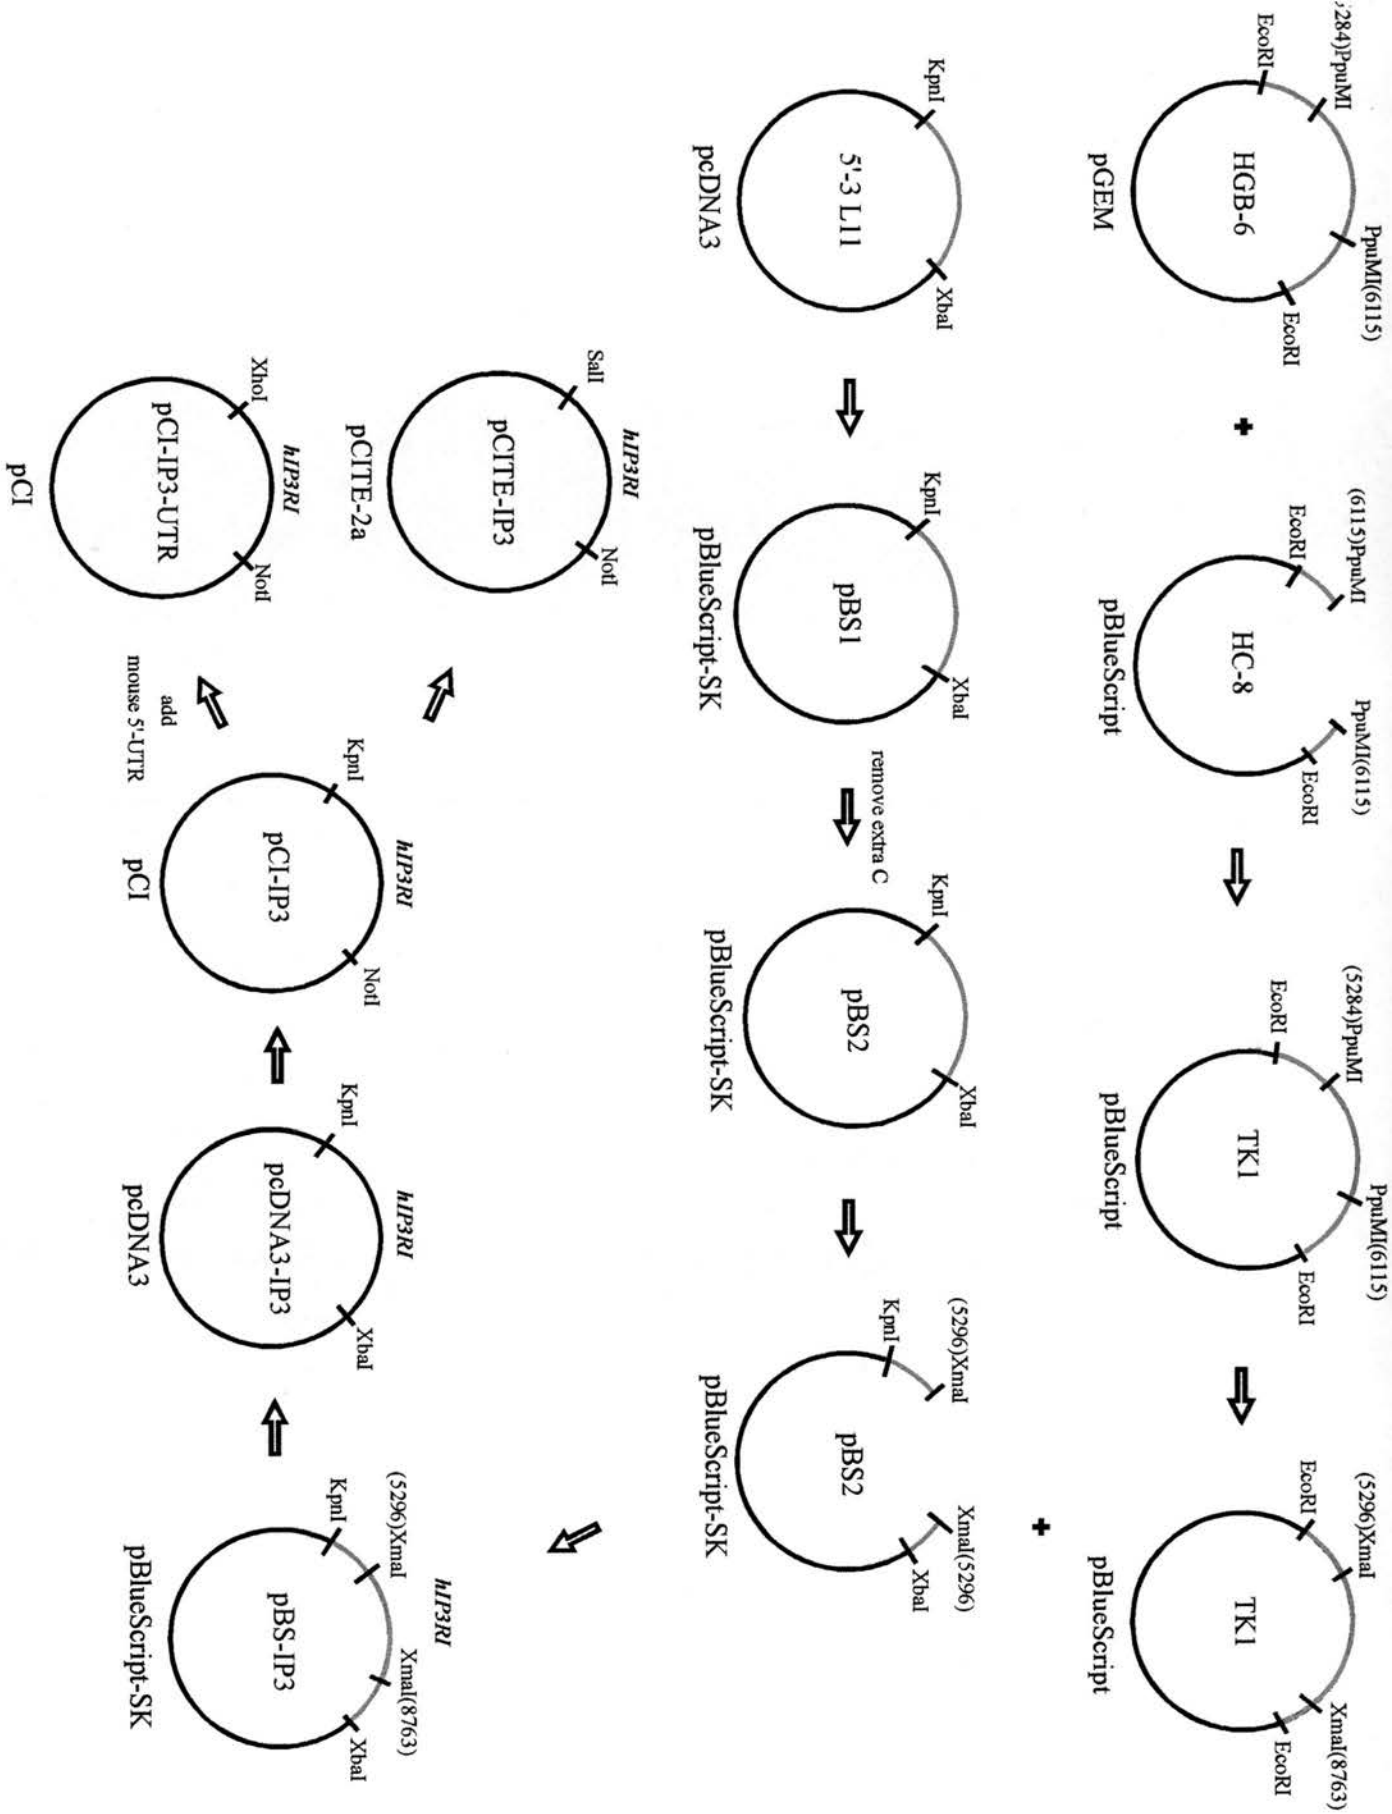 ;284)PpuMI
EcoRI
PpuMI(6115)
EcoRI
HGB-6
pGEM
+
(6115)PpuMI
EcoRI
PpuMI(6115)
EcoRI
HC-8
pBlueScript
(5284)PpuMI
EcoRI
PpuMI(6115)
EcoRI
TK1
pBlueScript
(5296)XmaI
EcoRI
XmaI(8763)
EcoRI
TK1
pBlueScript
KpnI
XbaI
5'-3 L11
pcDNA3
KpnI
XbaI
pBS1
pBlueScript-SK
remove extra C
KpnI
XbaI
pBS2
pBlueScript-SK
(5296)XmaI
KpnI
XmaI(5296)
XbaI
pBS2
pBlueScript-SK
+
hIP3RI
SalI
NotI
pCITE-IP3
pCITE-2a
hIP3RI
XhoI
NotI
pCI-IP3-UTR
pCI
add
mouse 5'-UTR
hIP3RI
KpnI
NotI
pCI-IP3
pCI
hIP3RI
KpnI
XbaI
pcDNA3-IP3
pcDNA3
hIP3RI
(5296)XmaI
KpnI
XmaI(8763)
XbaI
pBS-IP3
pBlueScript-SK